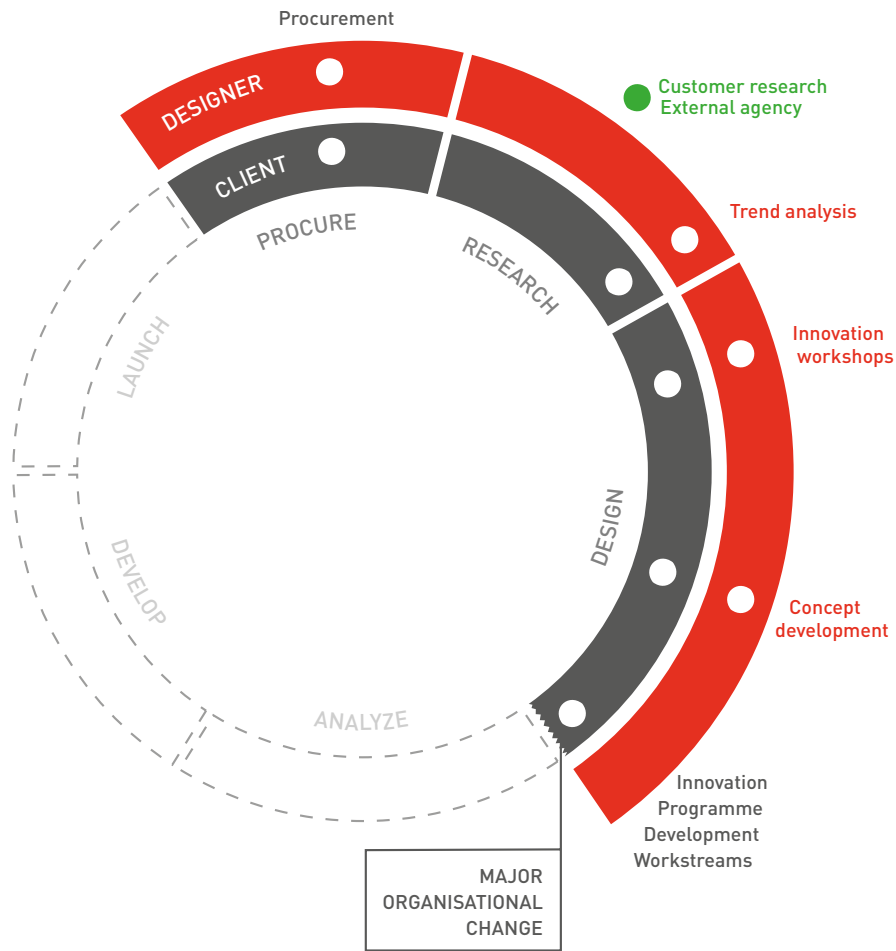 Procurement
DESIGNER
CLIENT
PROCURE
RESEARCH
Customer research
External agency
Trend analysis
Innovation
workshops
DESIGN
Concept
development
Innovation
Programme
Development
Workstreams
MAJOR
ORGANISATIONAL
CHANGE
ANALYZE
DEVELOP
LAUNCH